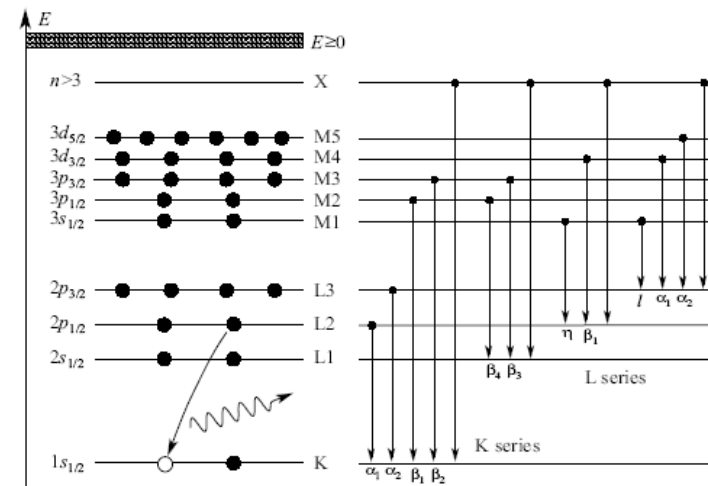 E
E≥0
n>3 X
3d5/2 M5
3d3/2 M4
3p3/2 M3
3p1/2 M2
3s1/2 M1
2p3/2 L3
l α1 α2
2p1/2 L2
η β1
2s1/2 L1
β4 β3
L series
K series
1s1/2 K
α1 α2 β1 β2